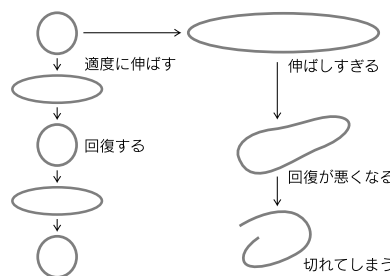 適度に伸ばす
伸ばしすぎる
回復する
回復が悪くなる
切れてしまう